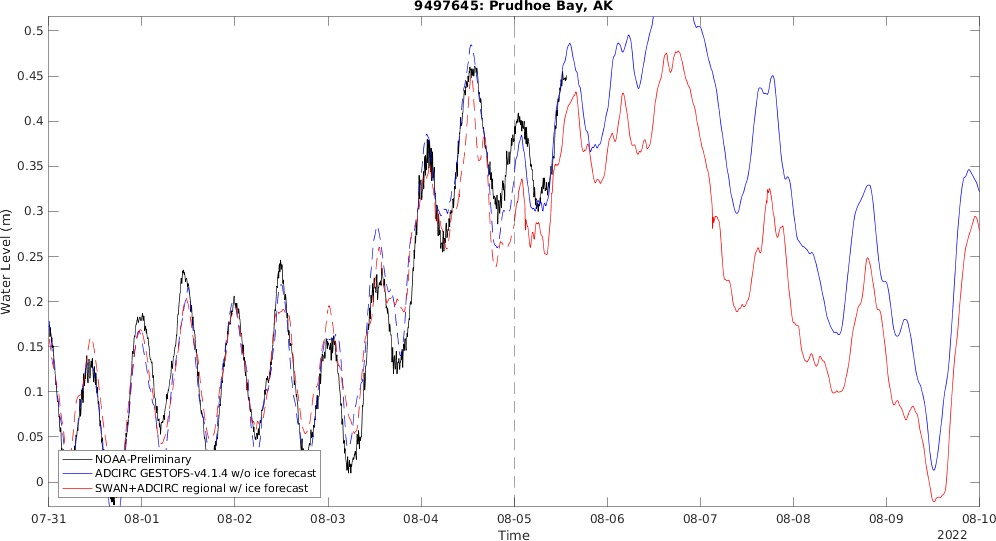 9497645: Prudhoe Bay, AK
Water Level (m)
0.5
0.45
0.4
0.35
0.3
0.25
0.2
0.15
0.1
0.05
0
NOAA-Preliminary
ADCIRC GESTOFS-v4.1.4 w/o ice forecast
SWAN+ADCIRC regional w/ ice forecast
07-31 08-01 08-02 08-03 08-04 08-05 08-06 08-07 08-08 08-09 08-10
Time
2022